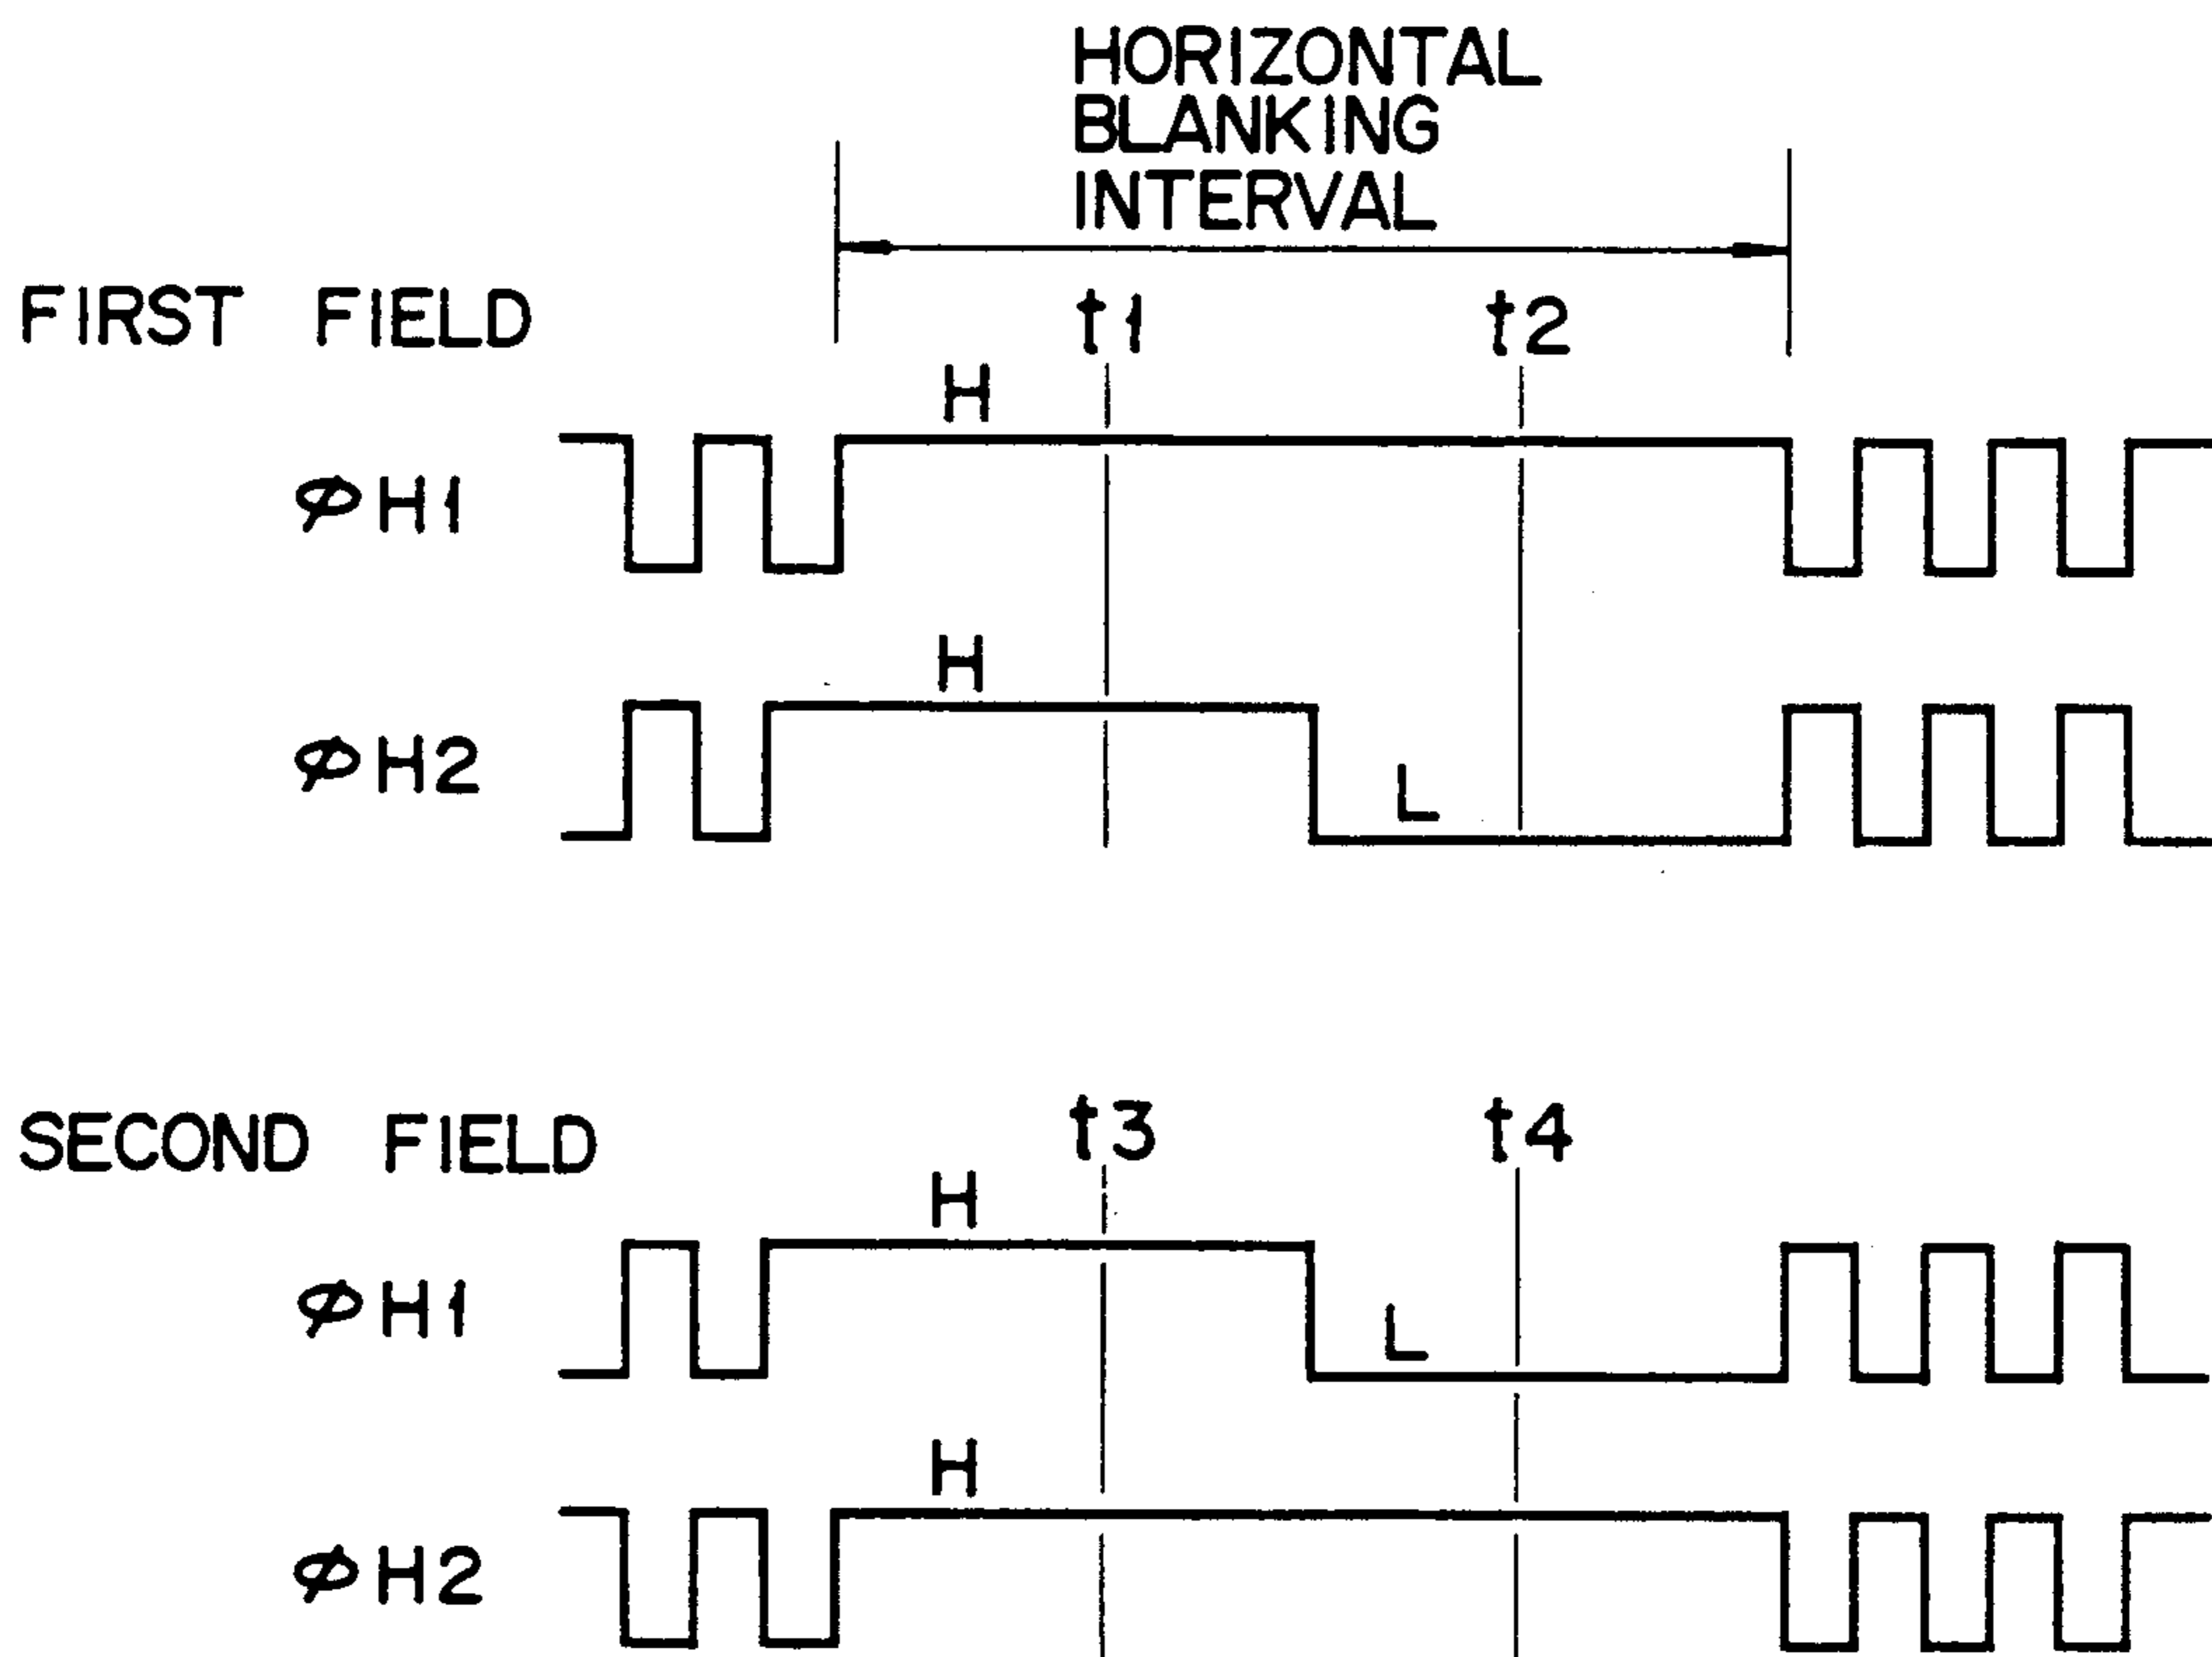 HORIZONTAL
BLANKING
INTERVAL
FIRST FIELD
t1
t2
H
φH1
H
φH2
L
SECOND FIELD
t3
t4
H
φH1
L
H
φH2